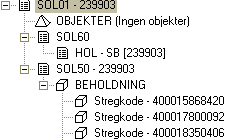 SOL01 - 239903
OBJEKTER (Ingen objekter)
SOL60
HOL - SB [239903]
SOL50 - 239903
BEHOLDNING
Stregkode - 400015868420
Stregkode - 400017800092
Stregkode - 400018350406